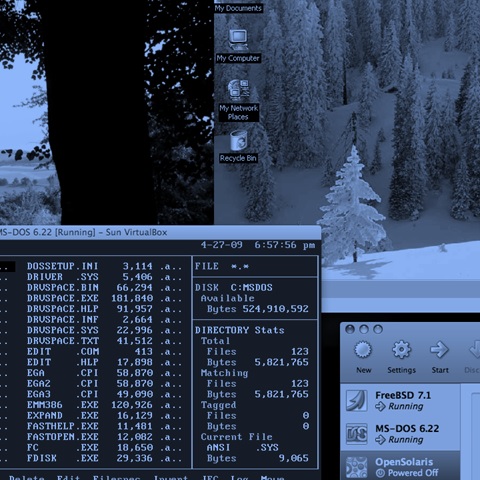 My Documents
My Computer
My Network
Places
Recycle Bin
MS-DOS 6.22 [Running] - Sun VirtualBox
4-27-09 6:57:56 pm
.. DOSSETUP.INI 3,114 .a..
.. DRIVER .SYS 5,406 .a..
.. DRVSPACE.BIN 66,294 .a..
.. DRVSPACE.EXE 181,840 .a..
.. DRVSPACE.HLP 91,957 .a..
.. DRVSPACE.INF 2,664 .a..
.. DRVSPACE.SYS 22,996 .a..
.. DRVSPACE.TXT 41,512 .a..
.. EDIT .COM 413 .a..
.. EDIT .HLP 17,898 .a..
.. EGA .CPI 58,870 .a..
.. EGA2 .CPI 58,870 .a..
.. EGA3 .CPI 49,090 .a..
.. EMM386 .EXE 120,926 .a..
.. EXPAND .EXE 16,129 .a..
.. FASTHELP.EXE 11,481 .a..
.. FASTOPEN.EXE 12,082 .a..
.. FC .EXE 18,650 .a..
.. FDISK .EXE 29,336 .a..
FILE *.*
DISK C:MSDOS
Available
Bytes 524,910,592
DIRECTORY Stats
Total
Files 123
Bytes 5,821,765
Matching
Files 123
Bytes 5,821,765
Tagged
Files 0
Bytes 0
Current File
ANSI .SYS
Bytes 9,065
Delete Edit Filespec Invert JFC Log Move
New Settings Start Disc
FreeBSD 7.1
Running
MS-DOS 6.22
Running
OpenSolaris
Powered Off